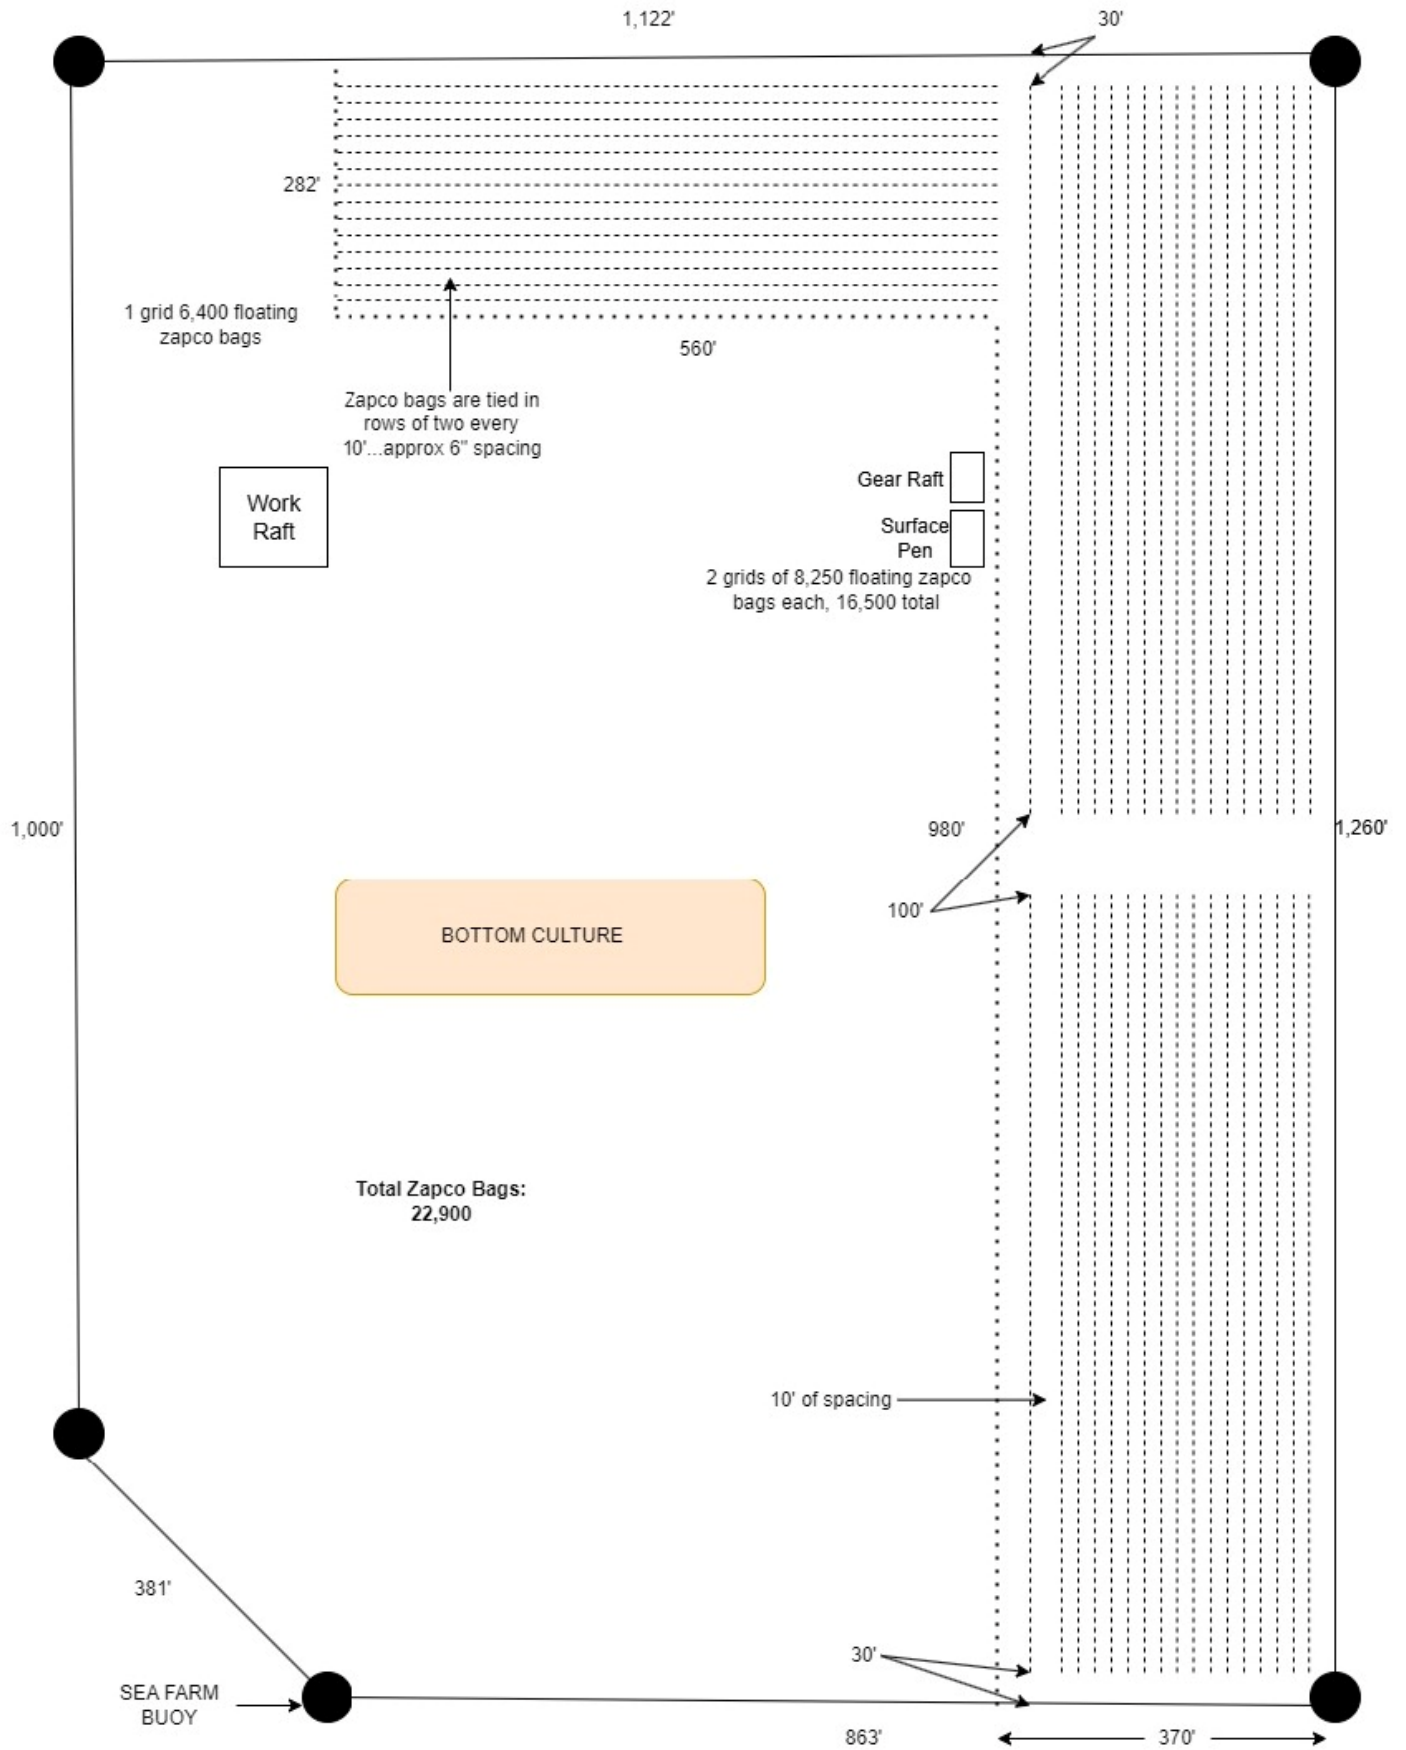 1,122'
30'
282'
1 grid 6,400 floating
zapco bags
560'
Zapco bags are tied in
rows of two every
10'...approx 6" spacing
Work
Raft
Gear Raft
Surface
Pen
2 grids of 8,250 floating zapco
bags each, 16,500 total
1,000'
980'
1,260'
100'
BOTTOM CULTURE
Total Zapco Bags:
22,900
10' of spacing
381'
30'
SEA FARM
BUOY
863'
370'